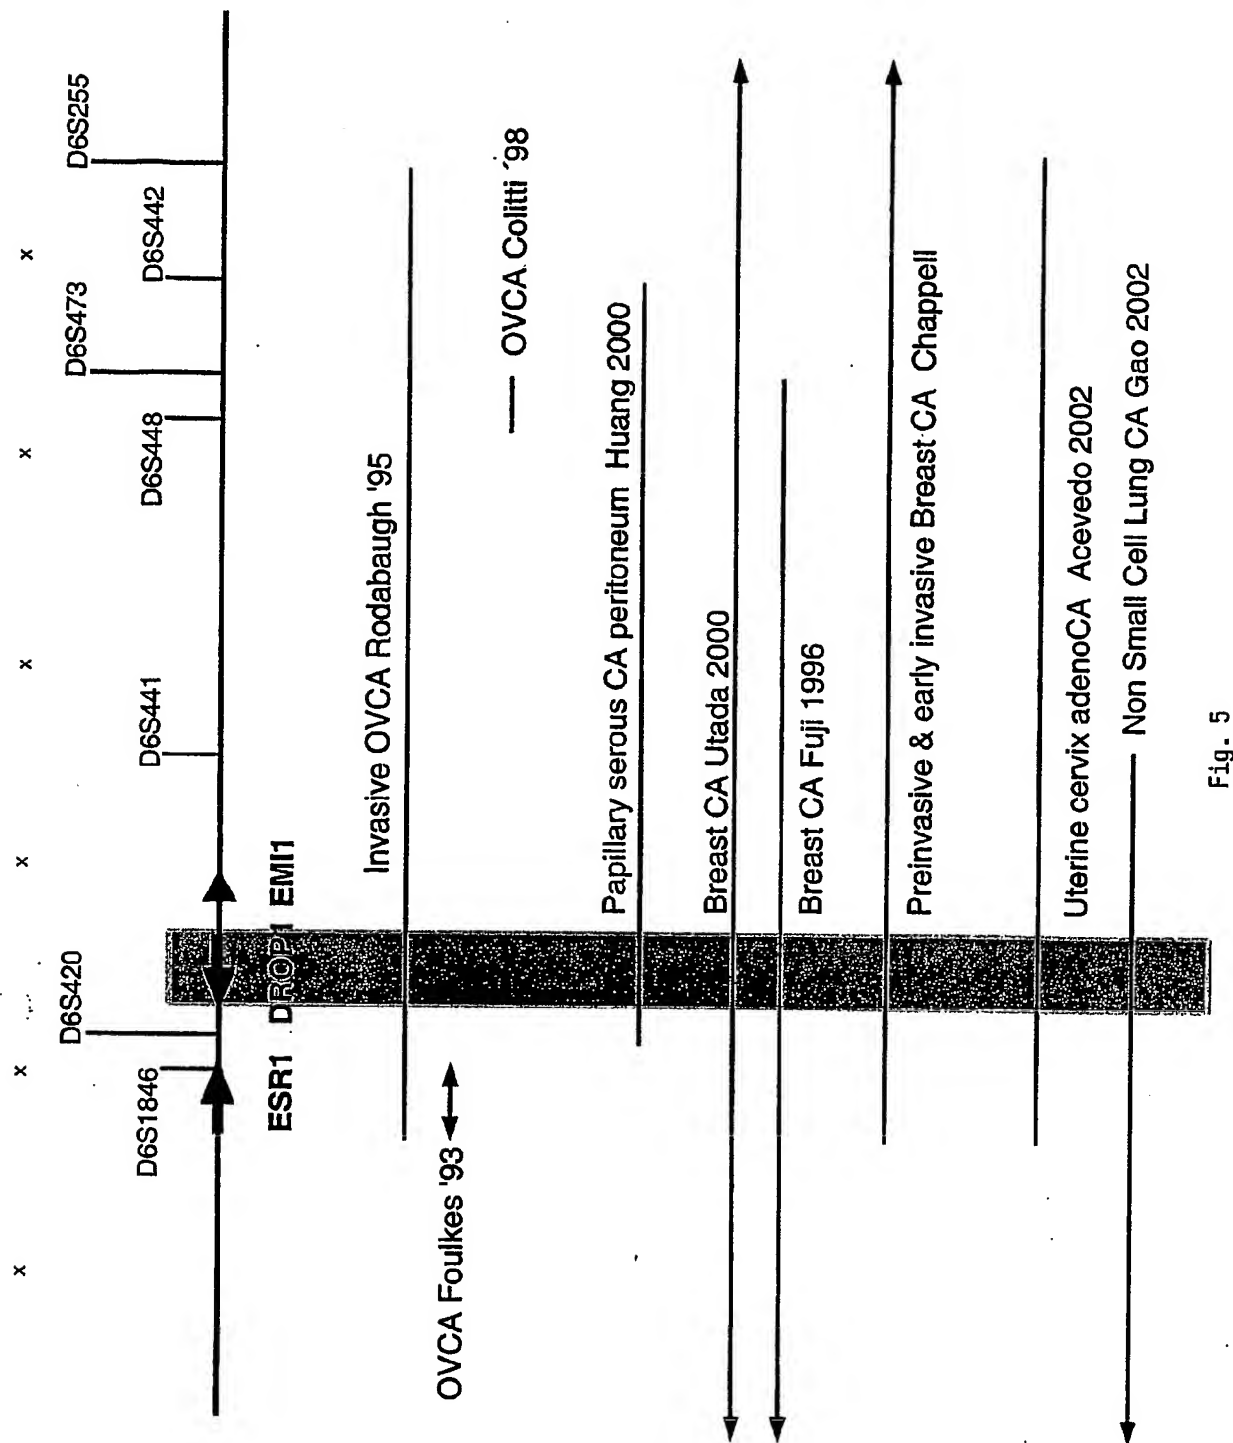 x x x x x x
D6S1846
D6S420
D6S441
D6S448
D6S473
D6S442
D6S255
ESR1 DROP1 EMI1
Invasive OVCA Rodabaugh '95
OVCA Foulkes '93
OVCA Colitti '98
Papillary serous CA peritoneum Huang 2000
Breast CA Utada 2000
Breast CA Fuji 1996
Preinvasive & early invasive Breast CA Chappell
Uterine cervix adenoCA Acevedo 2002
Non Small Cell Lung CA Gao 2002
Fig. 5